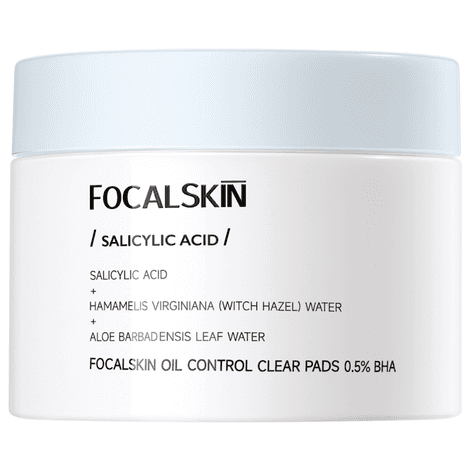 FOCALSKIN
/ SALICYLIC ACID /
SALICYLIC ACID
+
HAMAMELIS VIRGINIANA (WITCH HAZEL) WATER
+
ALOE BARBADENSIS LEAF WATER
FOCALSKIN OIL CONTROL CLEAR PADS 0.5% BHA